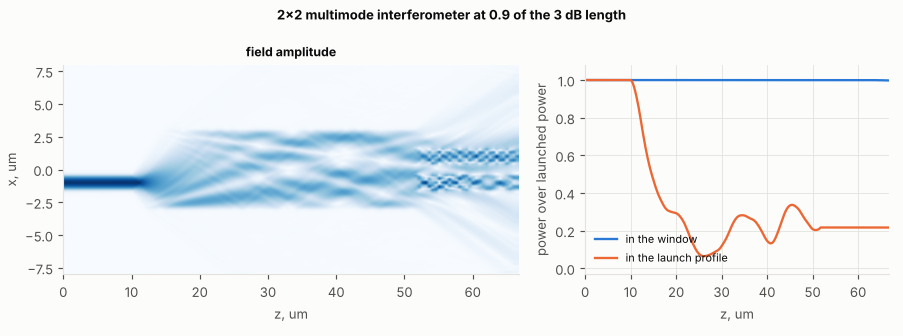 2×2 multimode interferometer at 0.9 of the 3 dB length
field amplitude
7.5
5.0
2.5
0.0
−2.5
−5.0
−7.5
x, um
0 10 20 30 40 50 60
z, um
power over launched power
1.0
0.8
0.6
0.4
0.2
0.0
in the window
in the launch profile
0 10 20 30 40 50 60
z, um